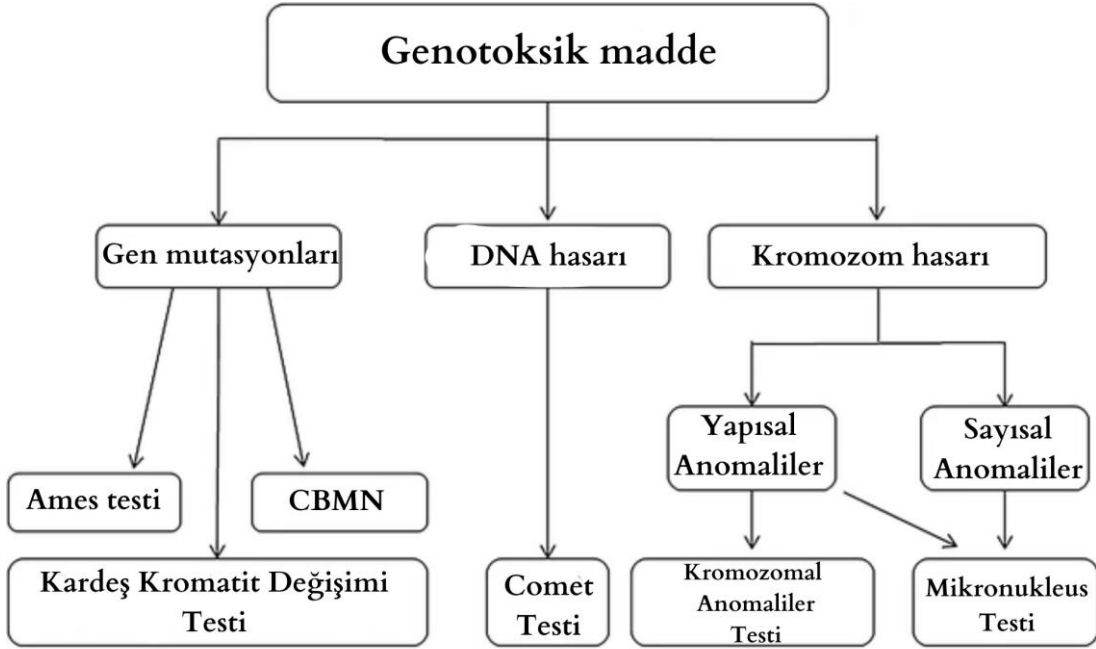 Genotoksik madde
Gen mutasyonları
DNA hasarı
Kromozom hasarı
Yapısal
Anomaliler
Sayısal
Anomaliler
Ames testi
CBMN
Kardeş Kromatit Değişimi
Testi
Comet
Testi
Kromozomal
Anomaliler
Testi
Mikronukleus
Testi